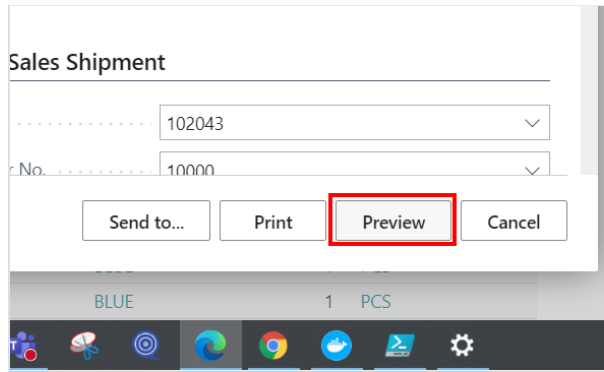 Sales Shipment
102043
r No. 10000
Send to... Print Preview Cancel
BLUE 1 PCS